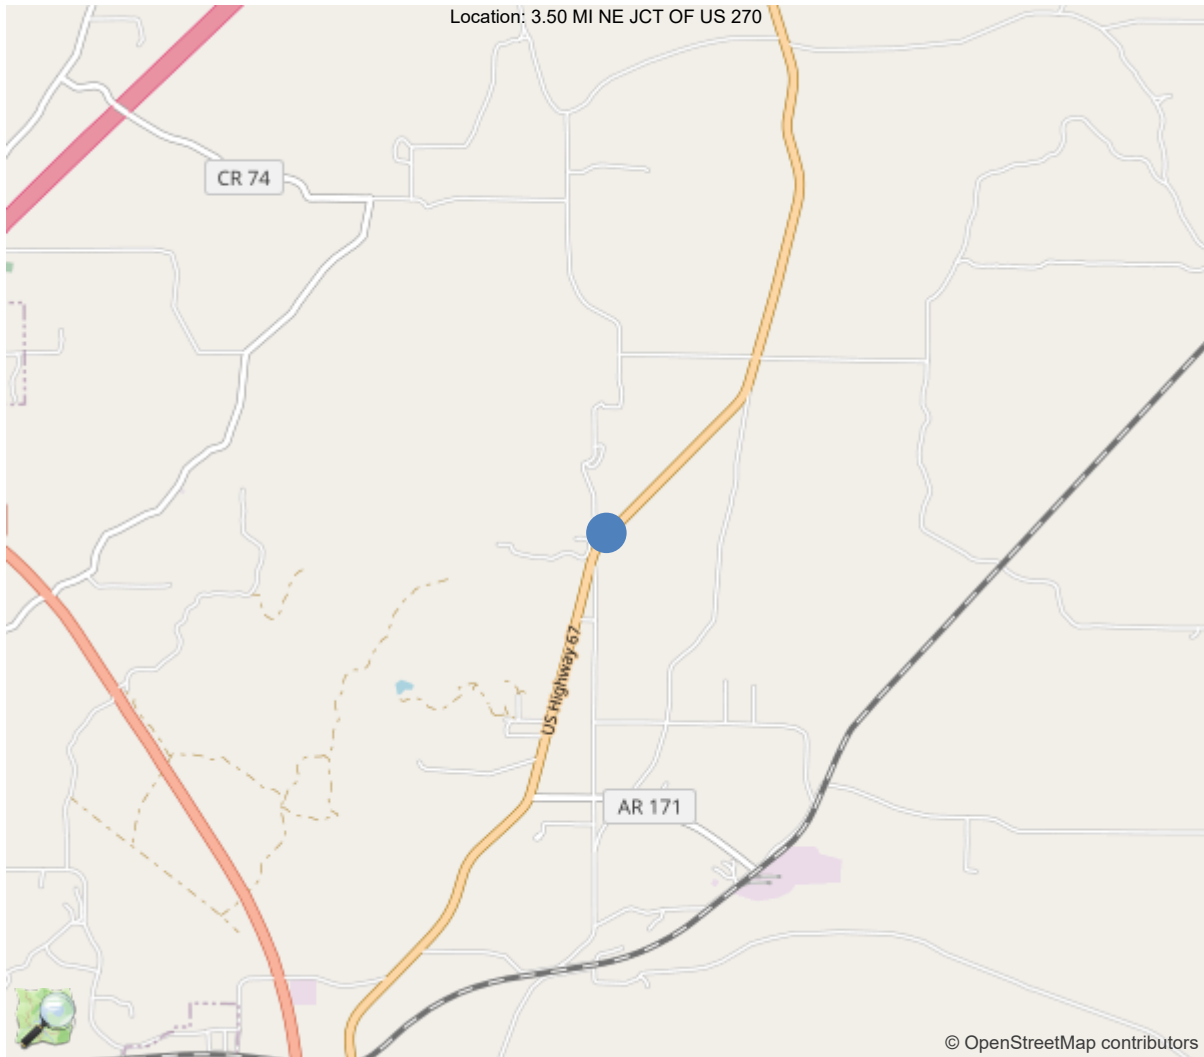 Location: 3.50 MI NE JCT OF US 270
CR 74
US Highway 67
AR 171
© OpenStreetMap contributors